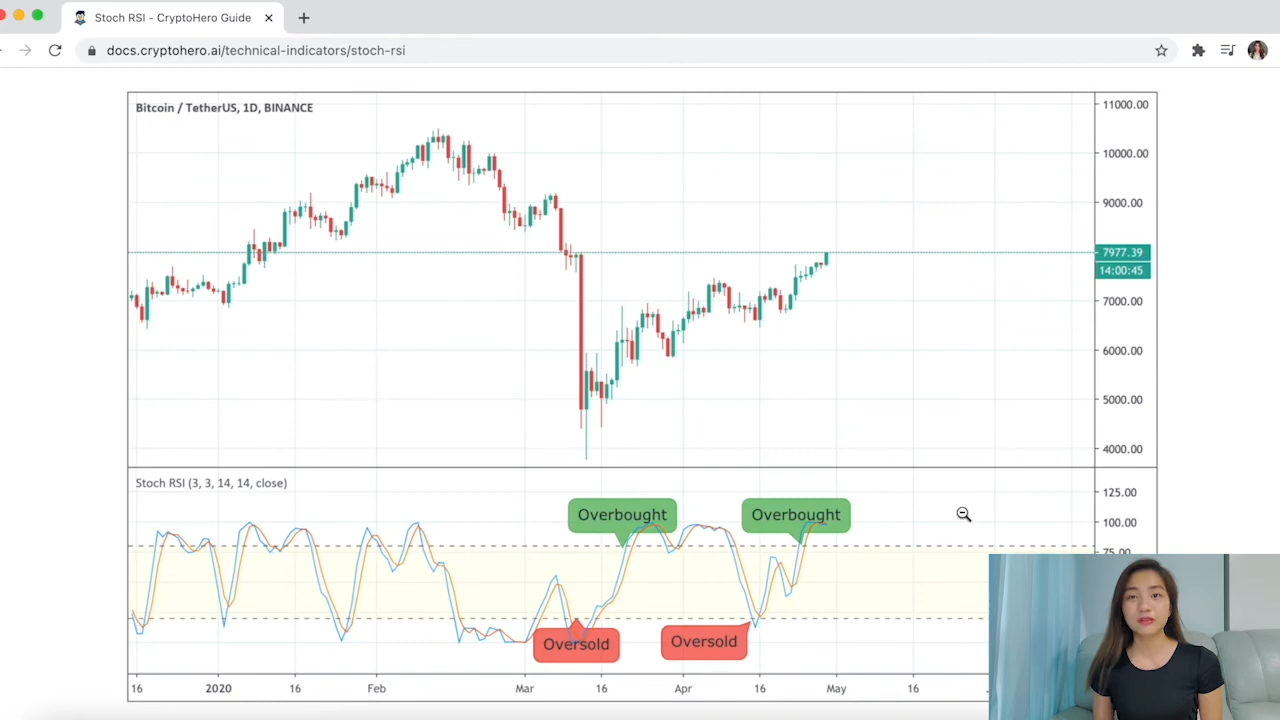 Stoch RSI - CryptoHero Guide
docs.cryptohero.ai/technical-indicators/stoch-rsi
Bitcoin / TetherUS, 1D, BINANCE
11000.00
10000.00
9000.00
7977.39
14:00:45
7000.00
6000.00
5000.00
4000.00
Stoch RSI (3, 3, 14, 14, close)
125.00
100.00
75.00
Overbought
Overbought
Oversold
Oversold
16 2020 16 Feb Mar 16 Apr 16 May 16